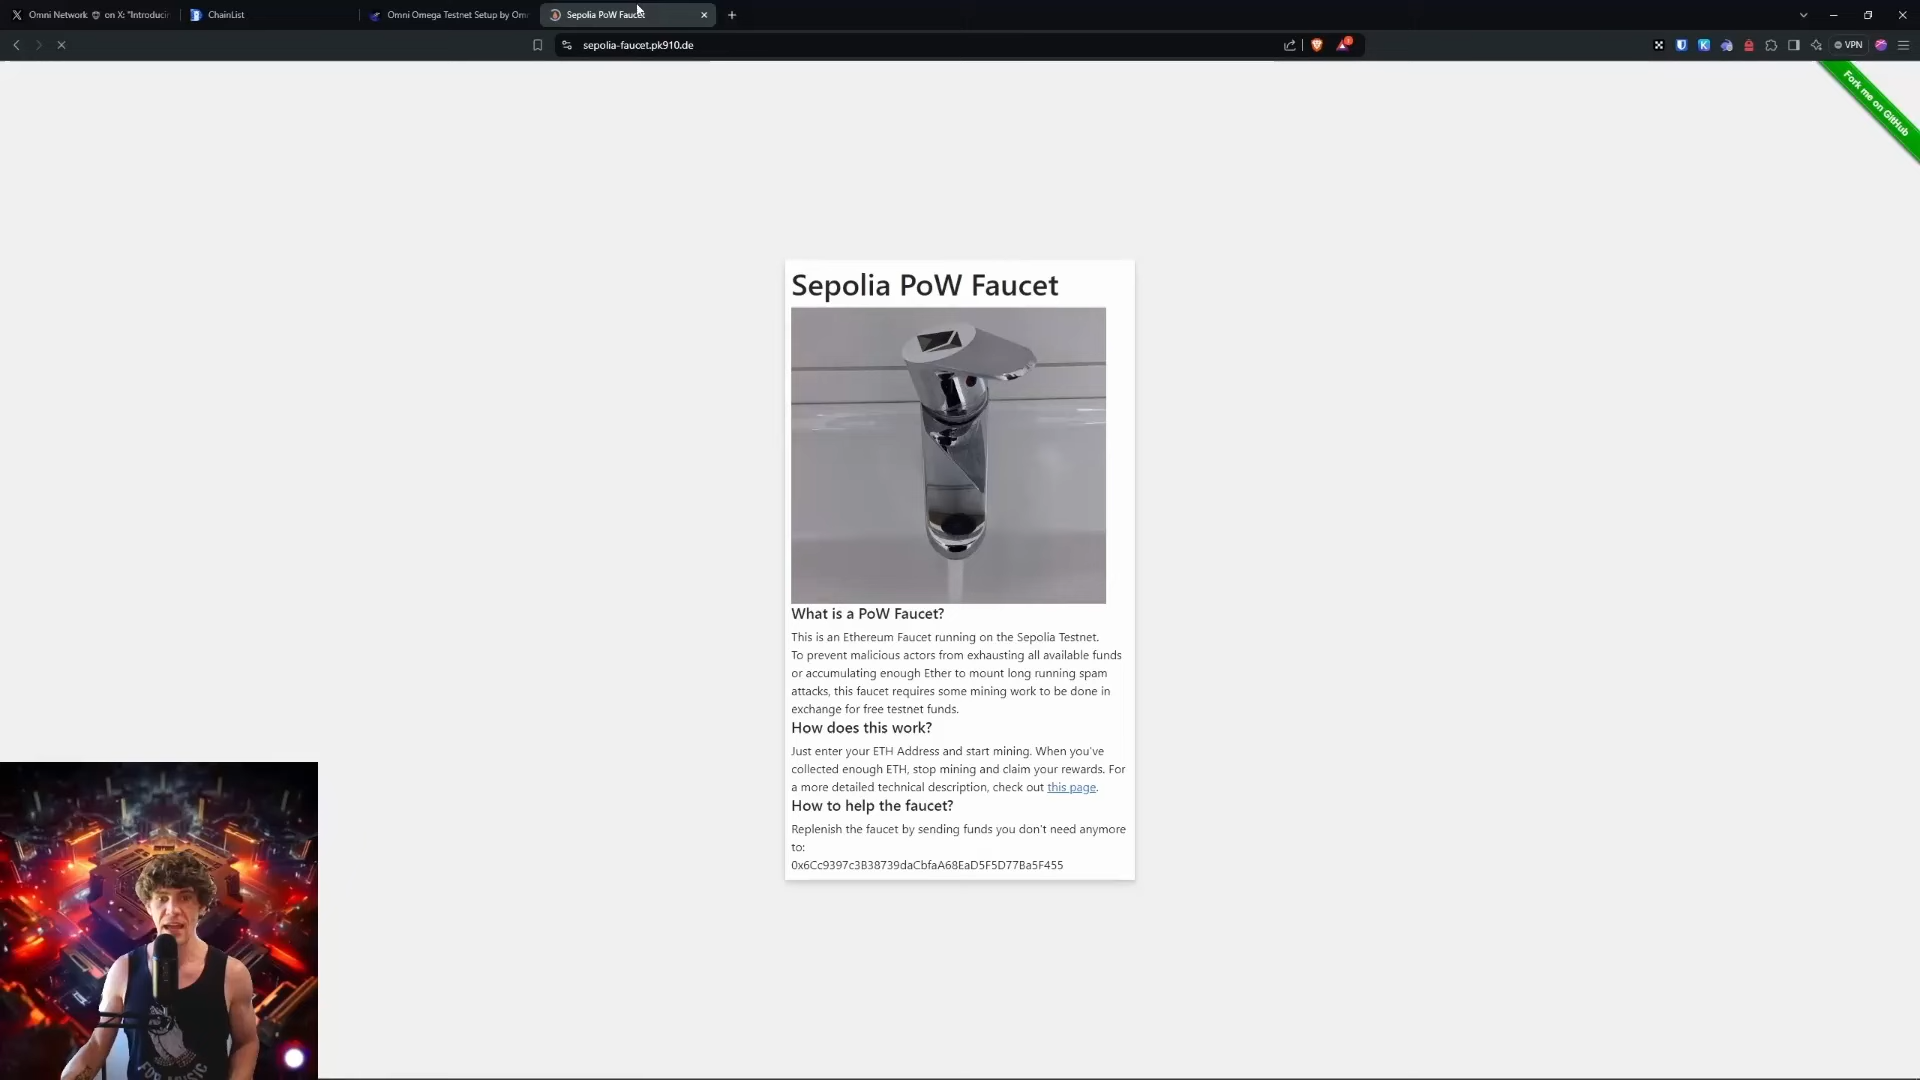 Omni Network on X: "Introducin
ChainList
Omni Omega Testnet Setup by Omn
Sepolia PoW Faucet
sepolia-faucet.pk910.de
VPN
Fork me on GitHub
Sepolia PoW Faucet
What is a PoW Faucet?
This is an Ethereum Faucet running on the Sepolia Testnet.
To prevent malicious actors from exhausting all available funds
or accumulating enough Ether to mount long running spam
attacks, this faucet requires some mining work to be done in
exchange for free testnet funds.
How does this work?
Just enter your ETH Address and start mining. When you've
collected enough ETH, stop mining and claim your rewards. For
a more detailed technical description, check out this page.
How to help the faucet?
Replenish the faucet by sending funds you don't need anymore
to:
0x6Cc9397c3B38739daCbfaA68EaD5F5D77Ba5F455
FOR MUSIC